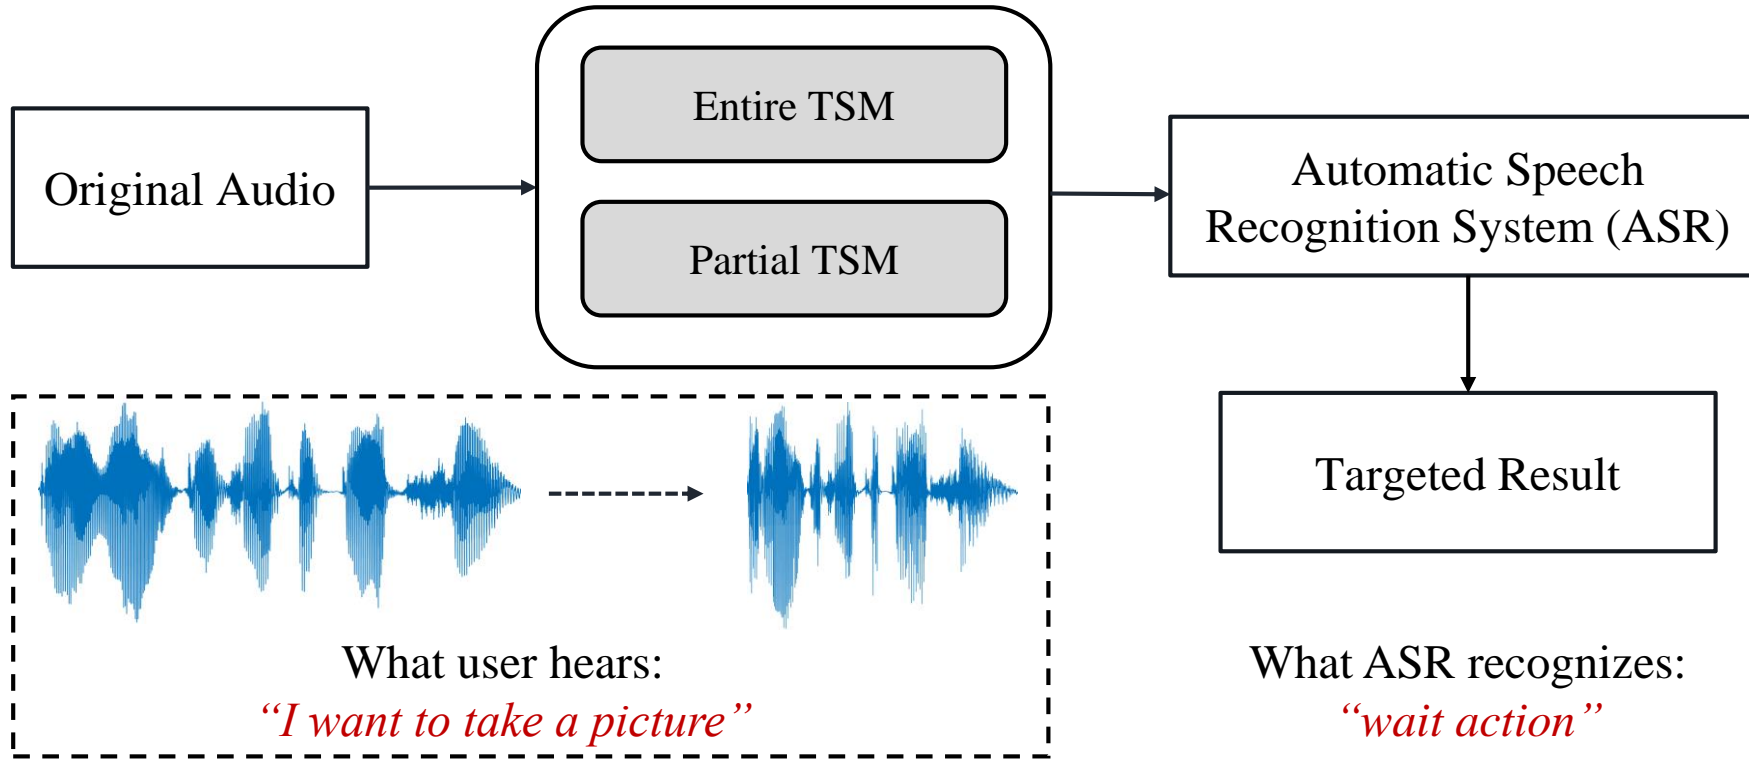 Entire TSM
Original Audio
Partial TSM
Automatic Speech
Recognition System (ASR)
Targeted Result
What user hears:
“I want to take a picture”
What ASR recognizes:
“wait action”